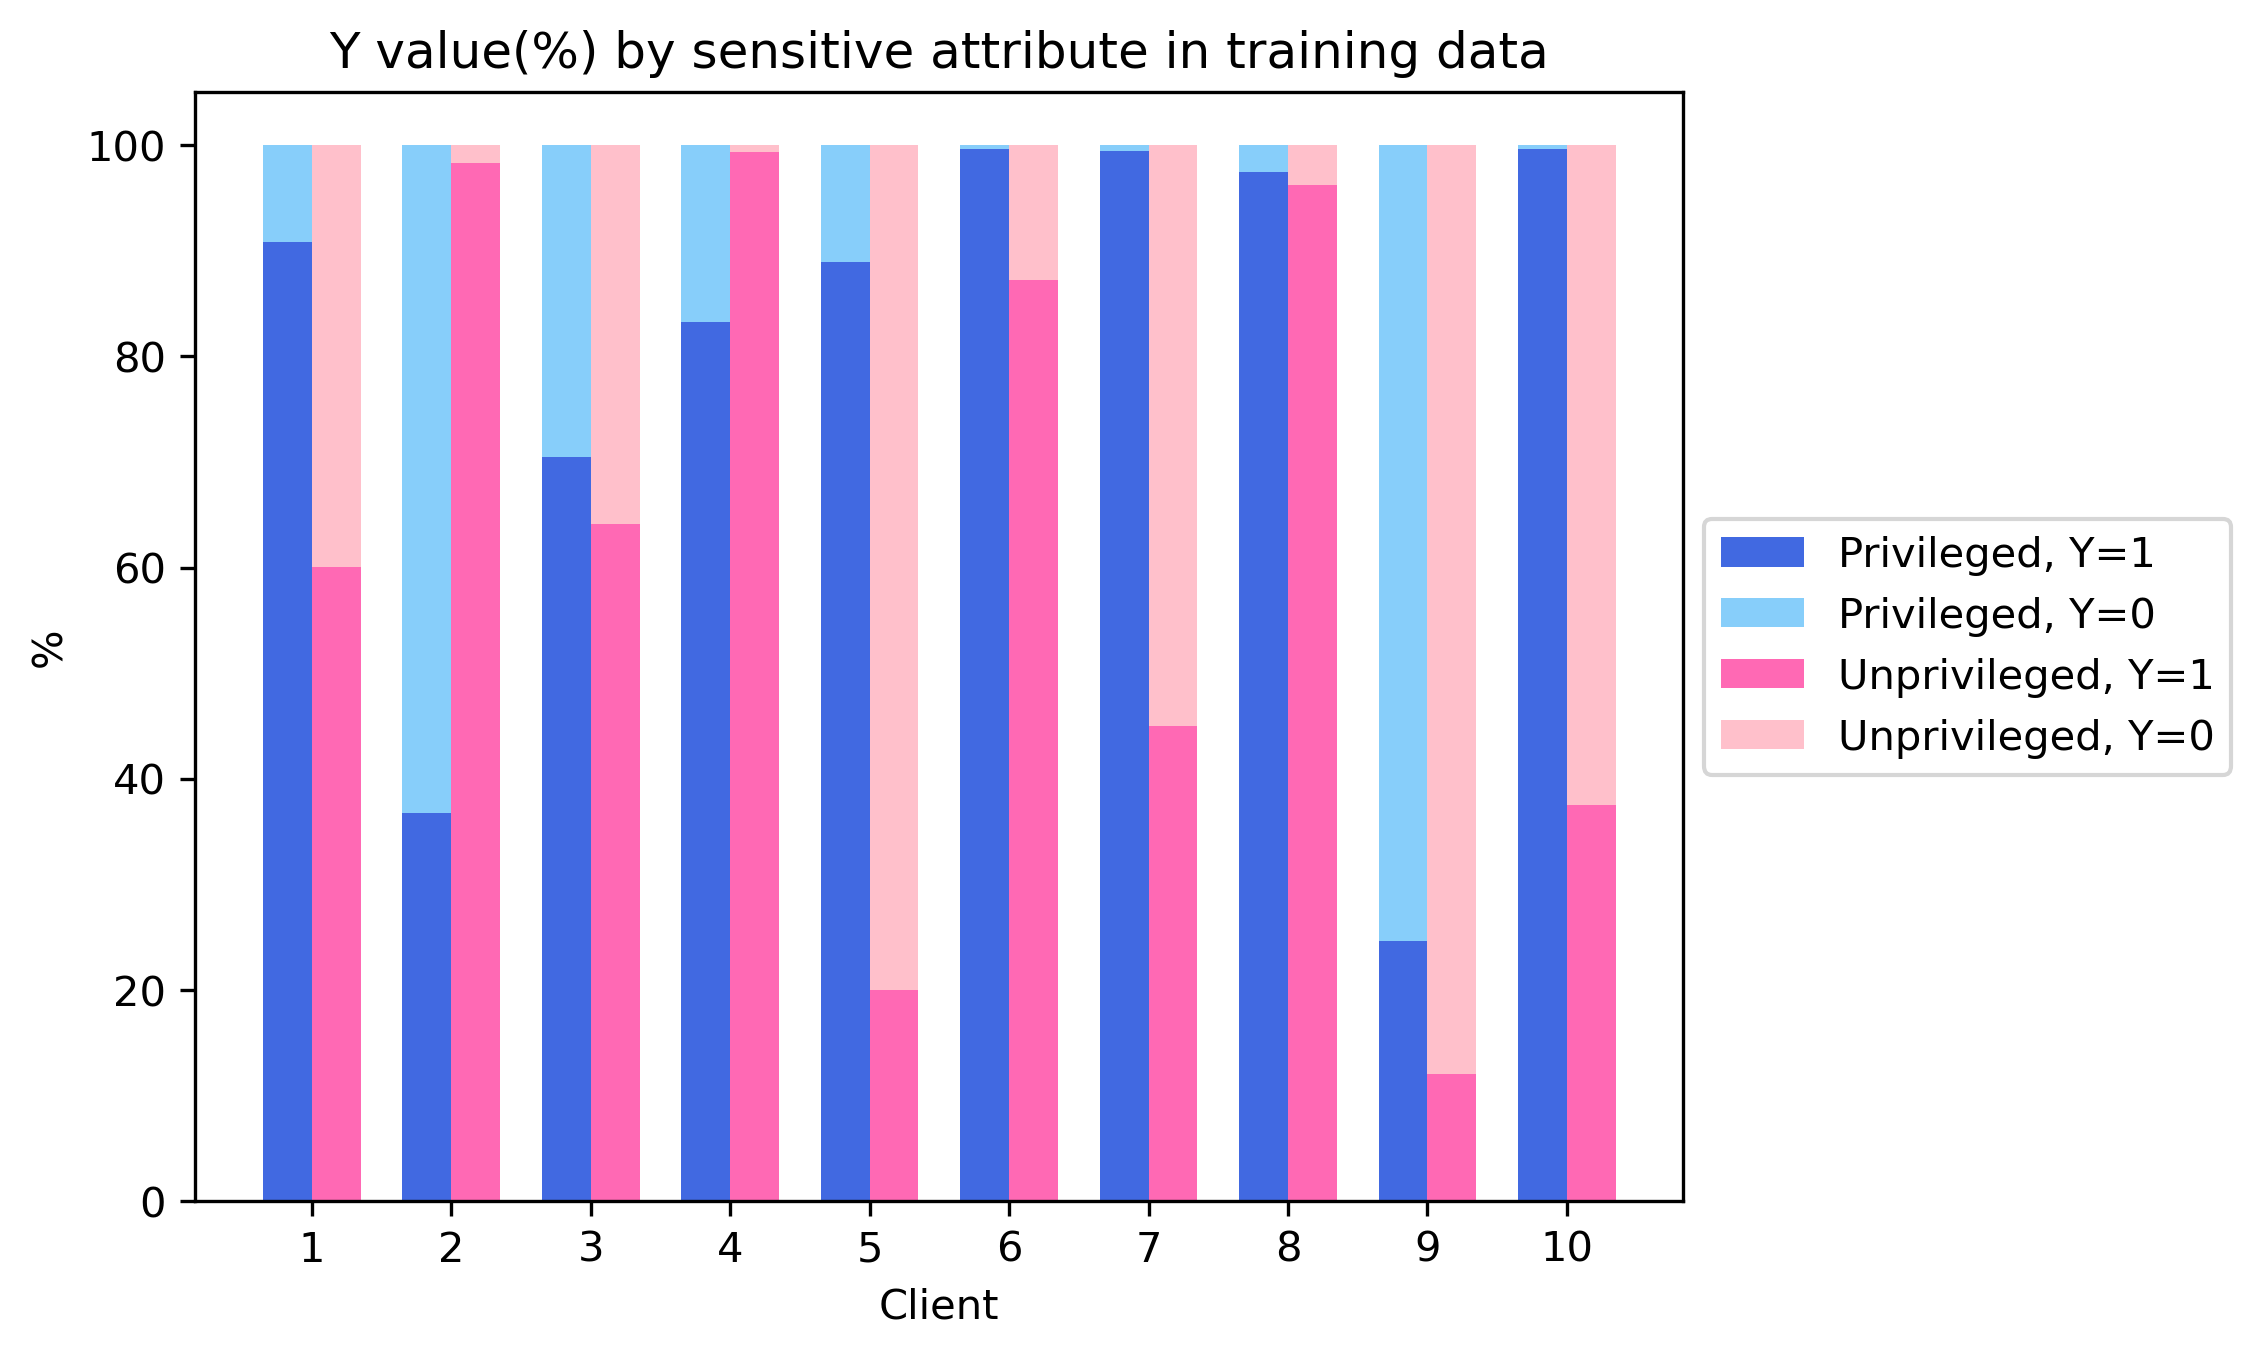 Y value(%) by sensitive attribute in training data
100
80
60
40
20
0
%
1 2 3 4 5 6 7 8 9 10
Client
Privileged, Y=1
Privileged, Y=0
Unprivileged, Y=1
Unprivileged, Y=0